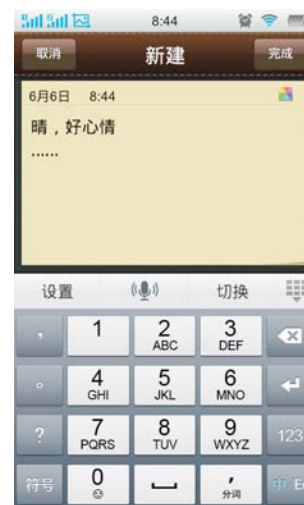 8:44
取消 新建 完成
6月6日 8:44
晴，好心情
......
设置 切换
， 1 2 ABC 3 DEF
。 4 GHI 5 JKL 6 MNO
? 7 PQRS 8 TUV 9 WXYZ 123
符号 0 , 分词 中 En